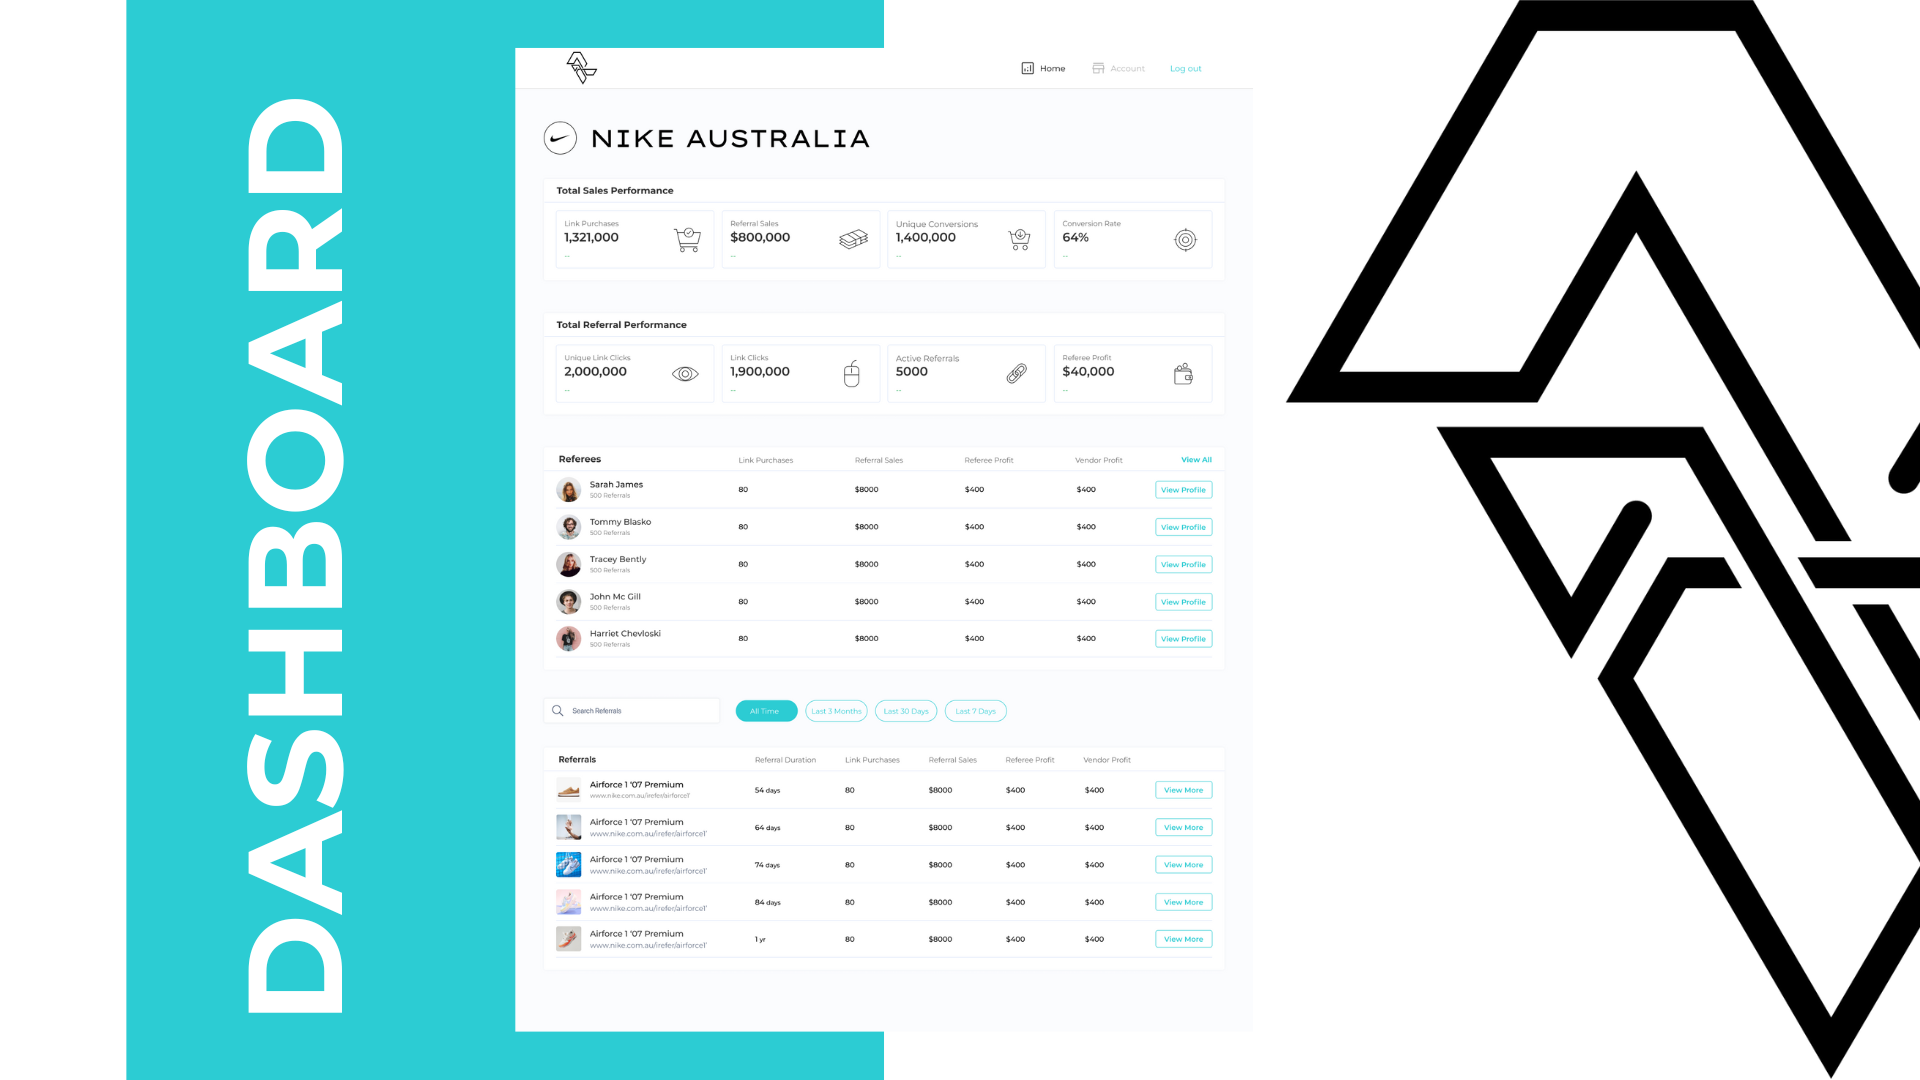 DASHBOARD
Home
Account
Log out
NIKE AUSTRALIA
Total Sales Performance
Link Purchases
1,321,000
--
Referral Sales
$800,000
--
Unique Conversions
1,400,000
--
Conversion Rate
64%
--
Total Referral Performance
Unique Link Clicks
2,000,000
--
Link Clicks
1,900,000
--
Active Referrals
5000
--
Referee Profit
$40,000
--
Referees Link Purchases Referral Sales Referee Profit Vendor Profit View All
Sarah James
500 Referrals
80 $8000 $400 $400 View Profile
Tommy Blasko
500 Referrals
80 $8000 $400 $400 View Profile
Tracey Bently
500 Referrals
80 $8000 $400 $400 View Profile
John Mc Gill
500 Referrals
80 $8000 $400 $400 View Profile
Harriet Chevloski
500 Referrals
80 $8000 $400 $400 View Profile
Search Referrals
All Time
Last 3 Months
Last 30 Days
Last 7 Days
Referrals Referral Duration Link Purchases Referral Sales Referee Profit Vendor Profit
Airforce 1 '07 Premium
www.nike.com.au/irefer/airforce1'
54 days 80 $8000 $400 $400 View More
Airforce 1 '07 Premium
www.nike.com.au/irefer/airforce1'
64 days 80 $8000 $400 $400 View More
Airforce 1 '07 Premium
www.nike.com.au/irefer/airforce1'
74 days 80 $8000 $400 $400 View More
Airforce 1 '07 Premium
www.nike.com.au/irefer/airforce1'
84 days 80 $8000 $400 $400 View More
Airforce 1 '07 Premium
www.nike.com.au/irefer/airforce1'
1 yr 80 $8000 $400 $400 View More